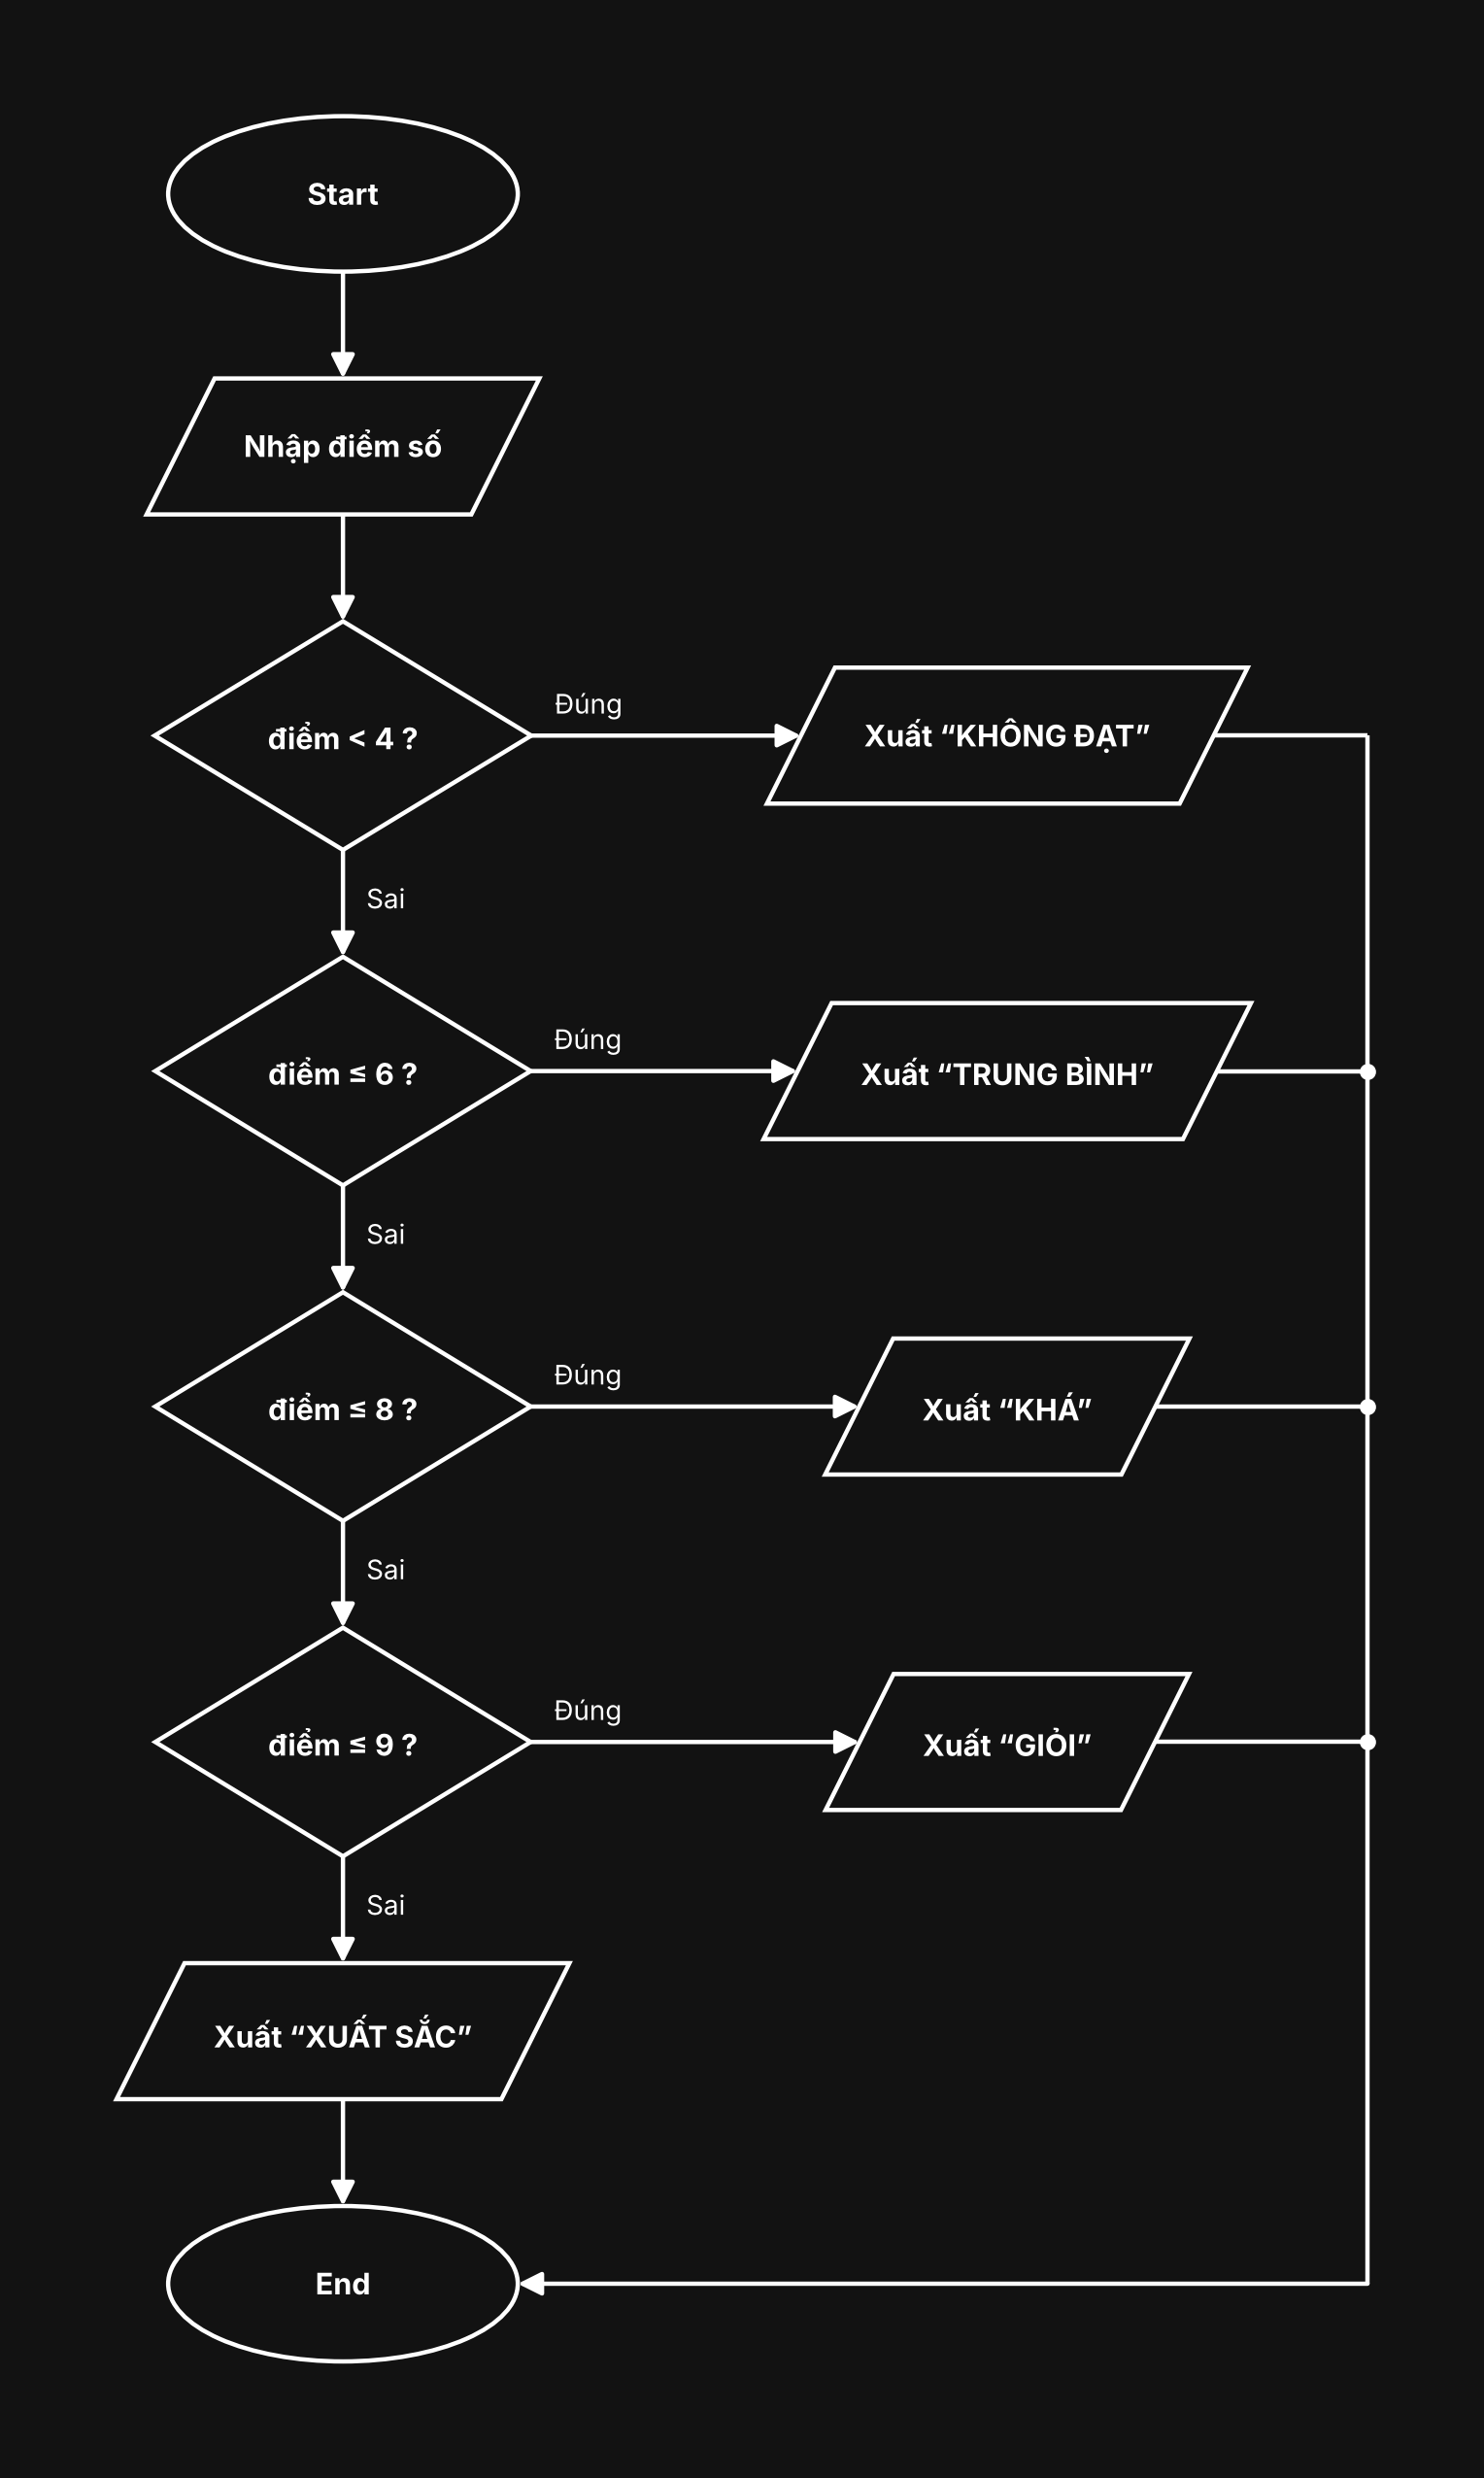 Start
Nhập điểm số
điểm < 4 ?
Đúng
Xuất “KHÔNG ĐẠT”
Sai
điểm ≤ 6 ?
Đúng
Xuất “TRUNG BÌNH”
Sai
điểm ≤ 8 ?
Đúng
Xuất “KHÁ”
Sai
điểm ≤ 9 ?
Đúng
Xuất “GIỎI”
Sai
Xuất “XUẤT SẮC”
End